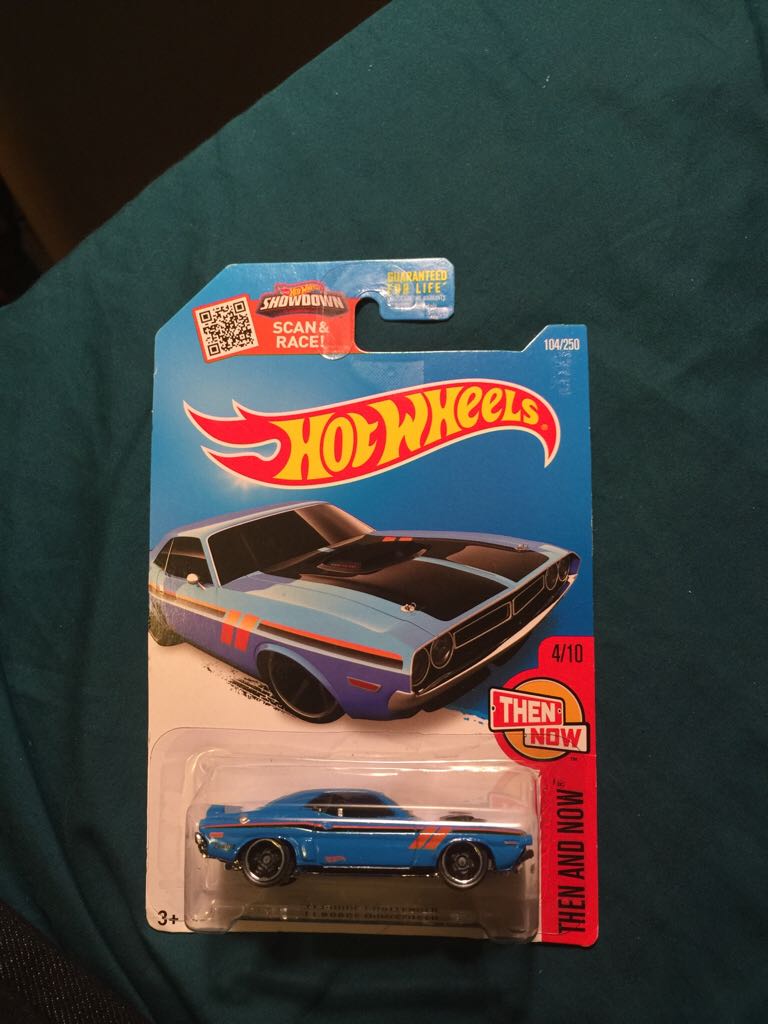 GUARANTEED
FOR LIFE
Hot Wheels
SHOWDOWN
SCAN &
RACE!
104/250
HOT WHEELS
4/10
THEN
NOW
THEN AND NOW
3+